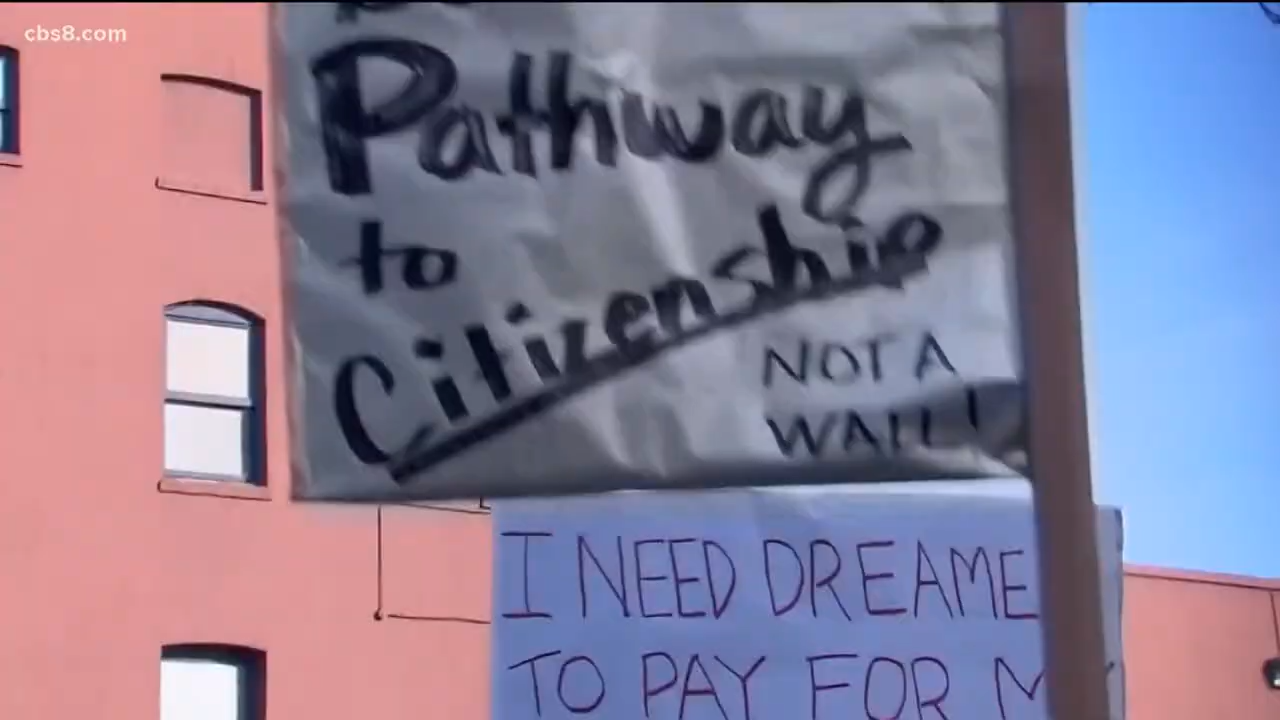 cbs8.com
Pathway
to
Citizenship
NOT A
WALL!
I NEED DREAME
TO PAY FOR